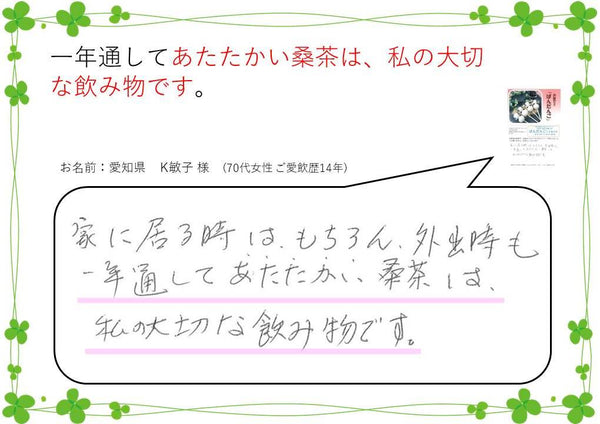 一年通してあたたかい桑茶は、私の大切
な飲み物です。
お名前：愛知県　K敏子 様　(70代女性 ご愛飲歴14年)
家に居る時は、もちろん、外出時も
一年通してあたたかい、桑茶は、
私の大切な飲み物です。